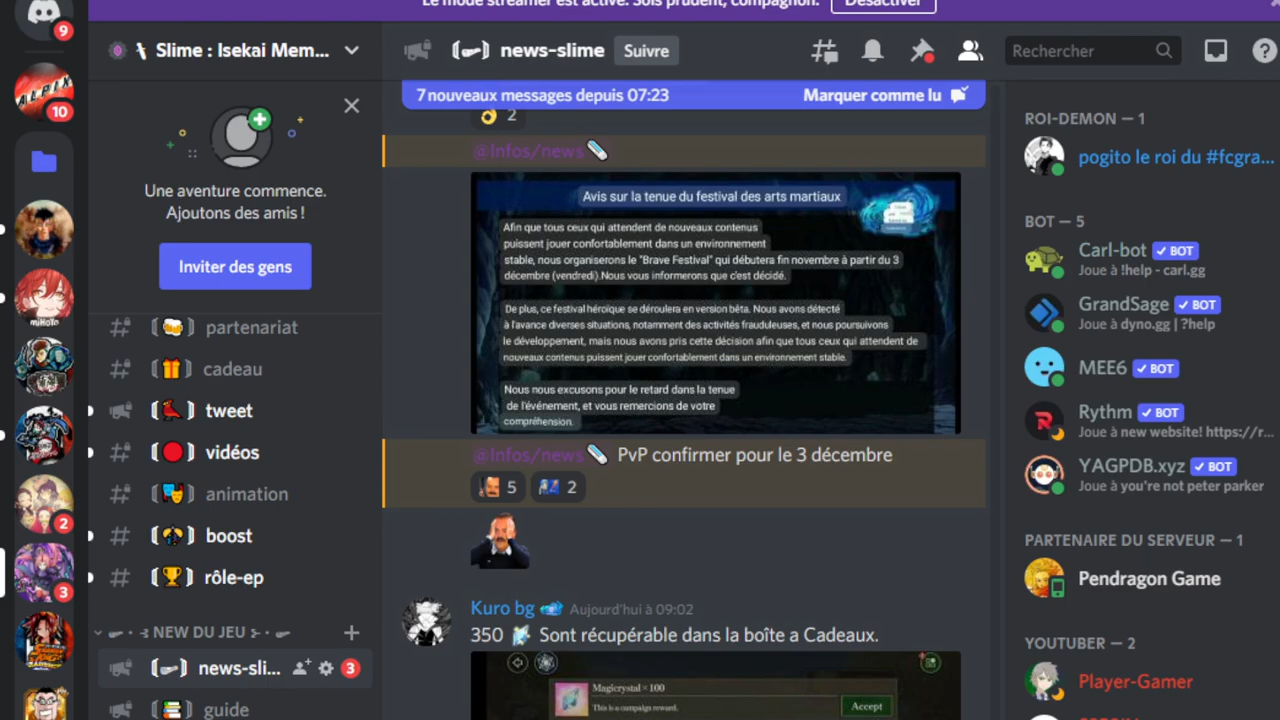 9
Le mode streamer est activé. Sois prudent, compagnon.
Désactiver
Slime : Isekai Mem...
news-slime
Suivre
Rechercher
10
7 nouveaux messages depuis 07:23
Marquer comme lu
Une aventure commence.
Ajoutons des amis !
Inviter des gens
partenariat
cadeau
tweet
vidéos
animation
boost
rôle-ep
NEW DU JEU
news-sli...
3
guide
miHoYo
2
3
2
@Infos/news
Avis sur la tenue du festival des arts martiaux
Afin que tous ceux qui attendent de nouveaux contenus
puissent jouer confortablement dans un environnement
stable, nous organiserons le "Brave Festival" qui débutera fin novembre à partir du 3
décembre (vendredi).Nous vous informerons que c'est décidé.
De plus, ce festival héroïque se déroulera en version bêta. Nous avons détecté
à l'avance diverses situations, notamment des activités frauduleuses, et nous poursuivons
le développement, mais nous avons pris cette décision afin que tous ceux qui attendent de
nouveaux contenus puissent jouer confortablement dans un environnement stable.
Nous nous excusons pour le retard dans la tenue
de l'événement, et vous remercions de votre
compréhension.
@Infos/news PvP confirmer pour le 3 décembre
5
2
Kuro bg Aujourd'hui à 09:02
350 Sont récupérable dans la boîte a Cadeaux.
Magicrystal × 100
This is a campaign reward.
Accept
ROI-DEMON — 1
pogito le roi du #fcgra...
BOT — 5
Carl-bot BOT
Joue à !help - carl.gg
GrandSage BOT
Joue à dyno.gg | ?help
MEE6 BOT
Rythm BOT
Joue à new website! https://r...
YAGPDB.xyz BOT
Joue à you're not peter parker
PARTENAIRE DU SERVEUR — 1
Pendragon Game
YOUTUBER — 2
Player-Gamer